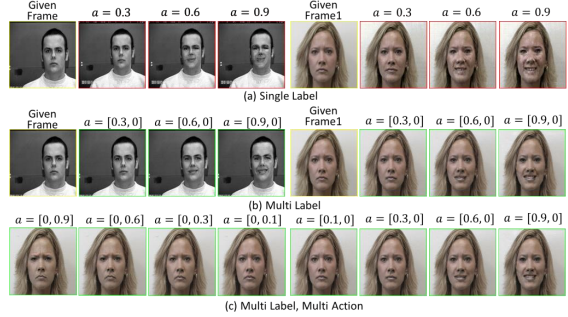 Given Frame
𝑎 = 0.3
𝑎 = 0.6
𝑎 = 0.9
Given Frame1
𝑎 = 0.3
𝑎 = 0.6
𝑎 = 0.9
(a) Single Label
Given Frame
𝑎 = [0.3, 0]
𝑎 = [0.6, 0]
𝑎 = [0.9, 0]
Given Frame1
𝑎 = [0.3, 0]
𝑎 = [0.6, 0]
𝑎 = [0.9, 0]
(b) Multi Label
𝑎 = [0, 0.9]
𝑎 = [0, 0.6]
𝑎 = [0, 0.3]
𝑎 = [0, 0.1]
𝑎 = [0.1, 0]
𝑎 = [0.3, 0]
𝑎 = [0.6, 0]
𝑎 = [0.9, 0]
(c) Multi Label, Multi Action